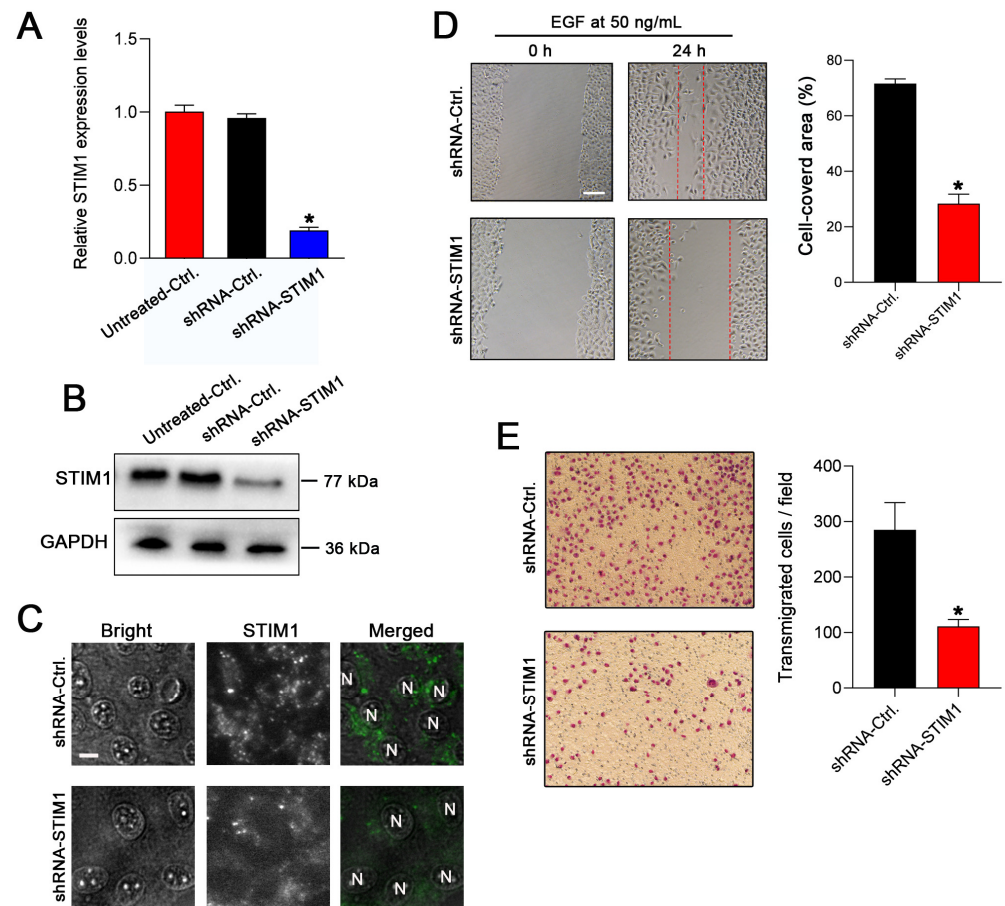 A
1.5
1.0
0.5
0.0
Relative STIM1 expression levels
*
Untreated-Ctrl.
shRNA-Ctrl.
shRNA-STIM1
B
Untreated-Ctrl.
shRNA-Ctrl.
shRNA-STIM1
STIM1
77 kDa
GAPDH
36 kDa
C
Bright
STIM1
Merged
shRNA-Ctrl.
N
N
N
N
N
N
shRNA-STIM1
N
N
N
N
N
D
EGF at 50 ng/mL
0 h
24 h
shRNA-Ctrl.
shRNA-STIM1
80
60
40
20
0
Cell-coverd area (%)
*
shRNA-Ctrl.
shRNA-STIM1
E
shRNA-Ctrl.
shRNA-STIM1
400
300
200
100
0
Transmigrated cells / field
*
shRNA-Ctrl.
shRNA-STIM1